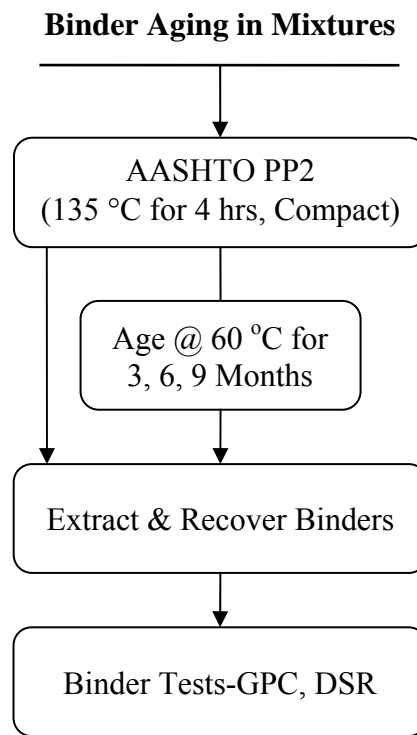 Binder Aging in Mixtures
AASHTO PP2
(135 °C for 4 hrs, Compact)
Age @ 60 °C for
3, 6, 9 Months
Extract & Recover Binders
Binder Tests-GPC, DSR